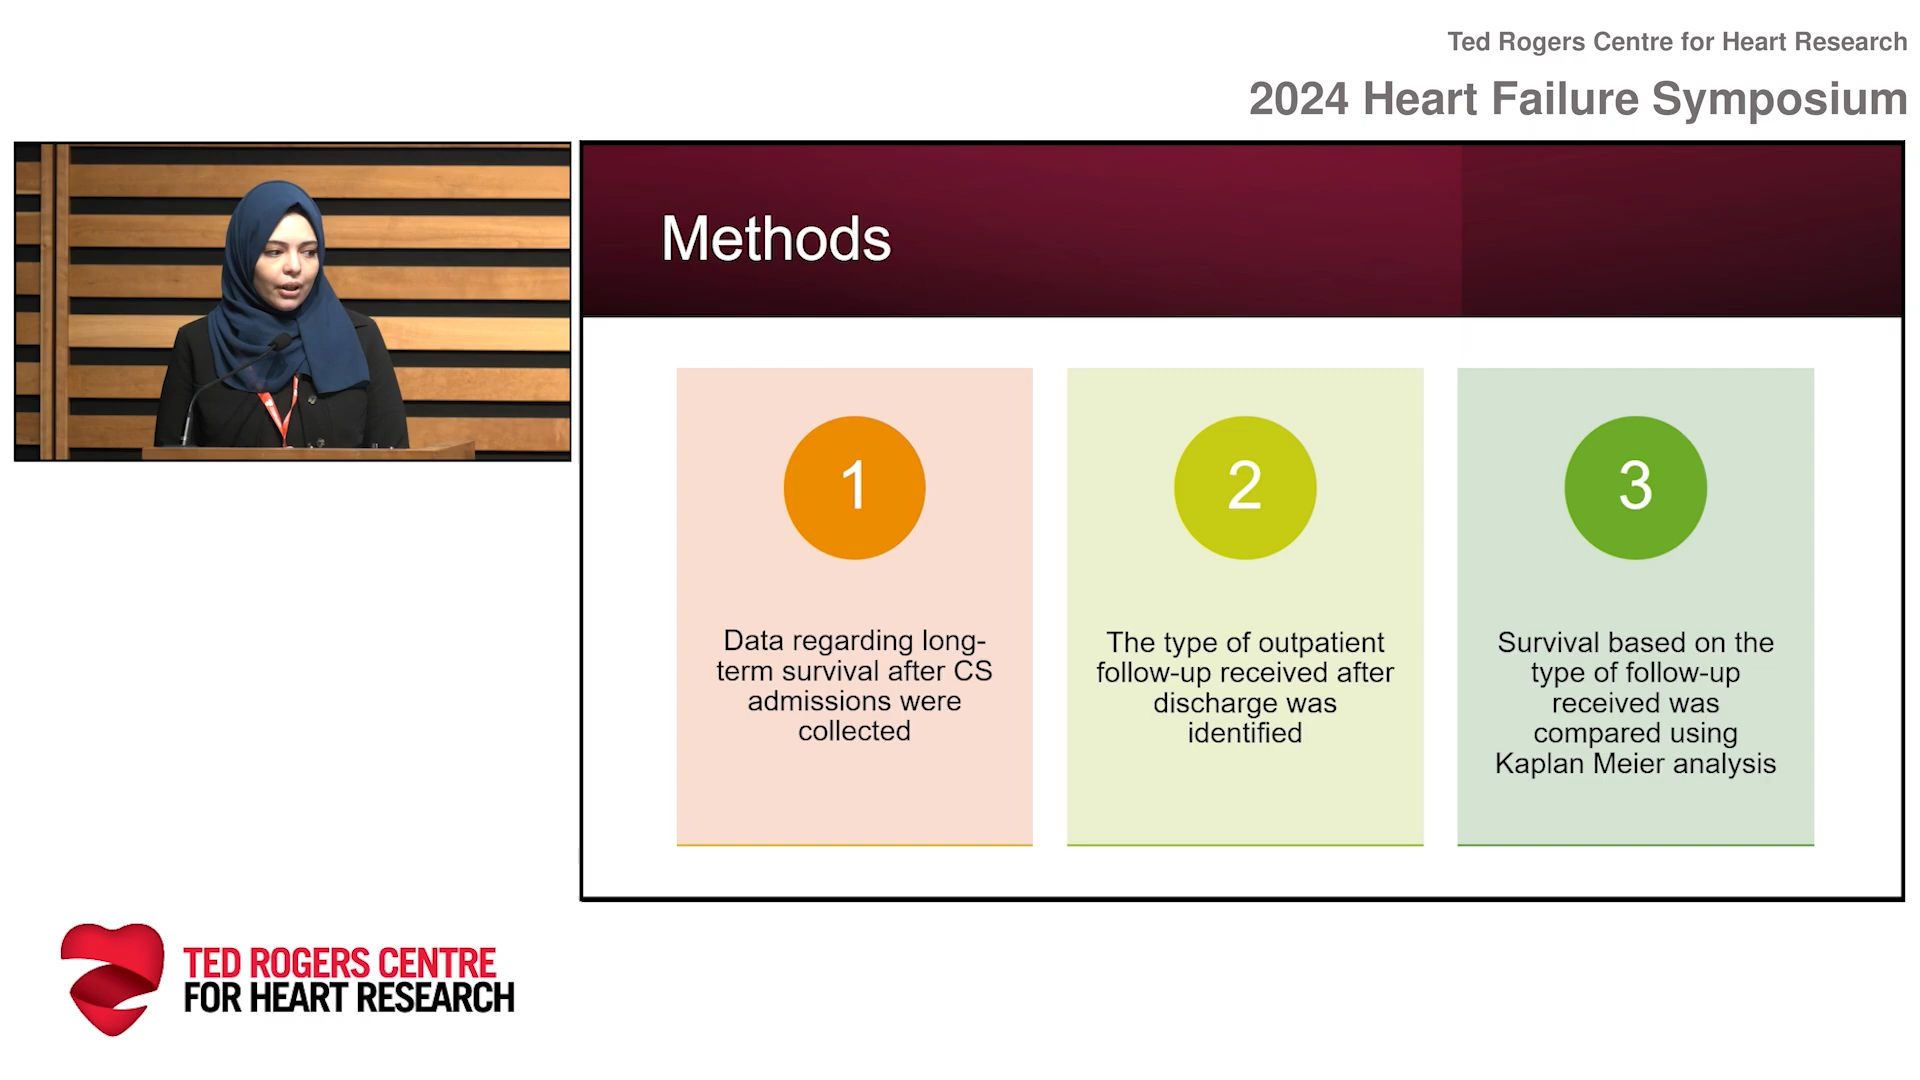 Ted Rogers Centre for Heart Research
2024 Heart Failure Symposium
Methods
1
Data regarding long-
term survival after CS
admissions were
collected
2
The type of outpatient
follow-up received after
discharge was
identified
3
Survival based on the
type of follow-up
received was
compared using
Kaplan Meier analysis
TED ROGERS CENTRE
FOR HEART RESEARCH